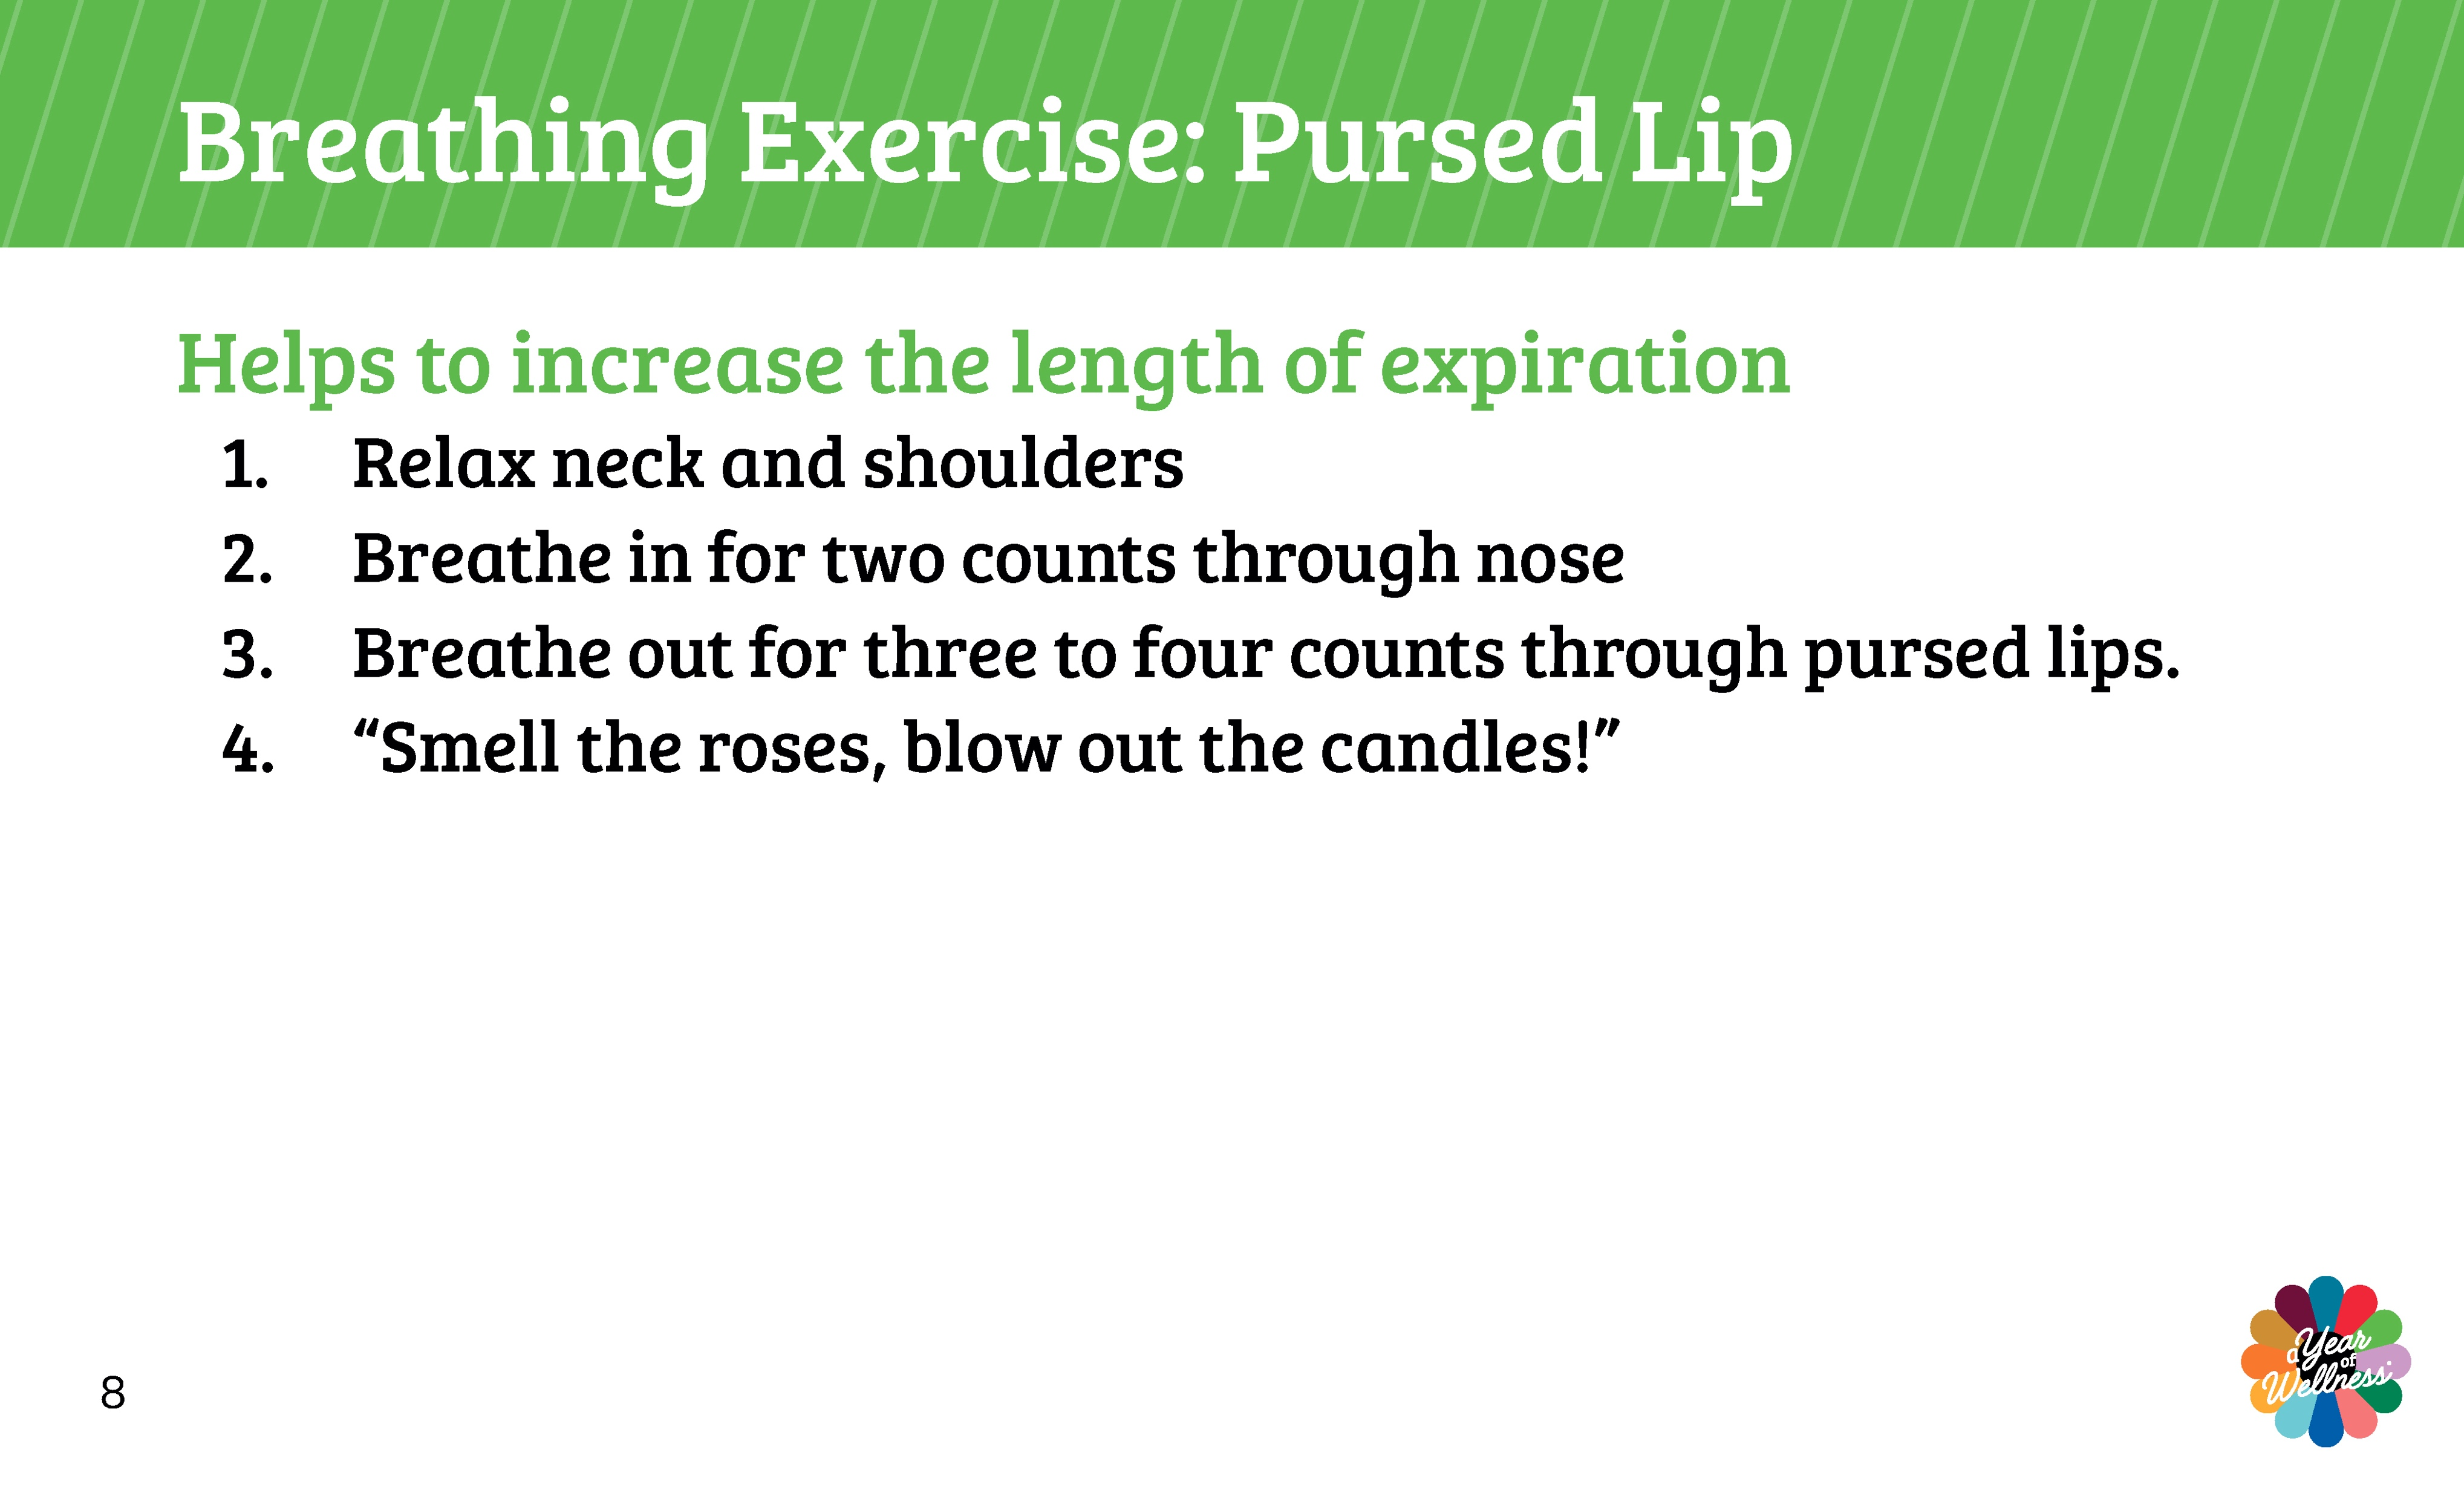 Breathing Exercise: Pursed Lip
Helps to increase the length of expiration
1. Relax neck and shoulders
2. Breathe in for two counts through nose
3. Breathe out for three to four counts through pursed lips.
4. “Smell the roses, blow out the candles!”
8
a Year of
Wellness